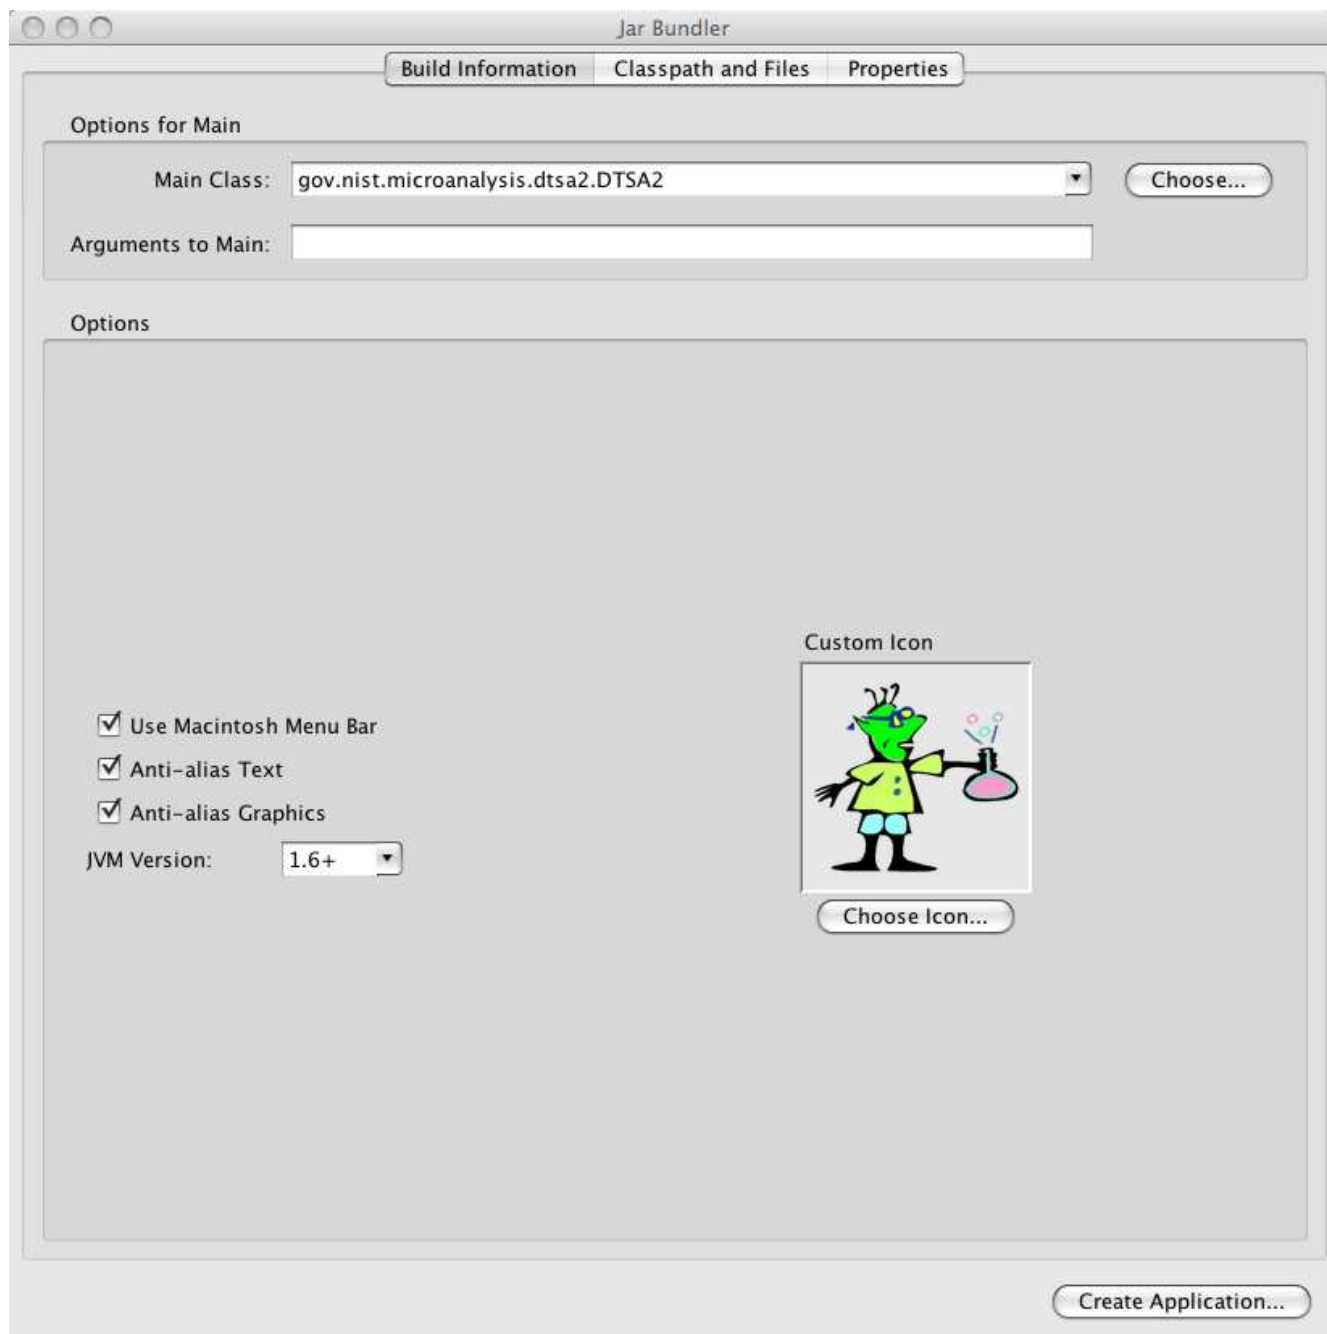 Jar Bundler
Build Information Classpath and Files Properties
Options for Main
Main Class: gov.nist.microanalysis.dtsa2.DTSA2 Choose...
Arguments to Main:
Options
Custom Icon
Use Macintosh Menu Bar
Anti-alias Text
Anti-alias Graphics
JVM Version: 1.6+
Choose Icon...
Create Application...